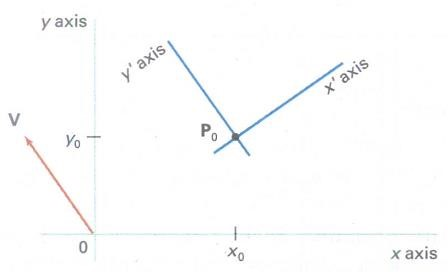 y axis
y′ axis
x′ axis
V
y₀
P₀
0
x₀
x axis